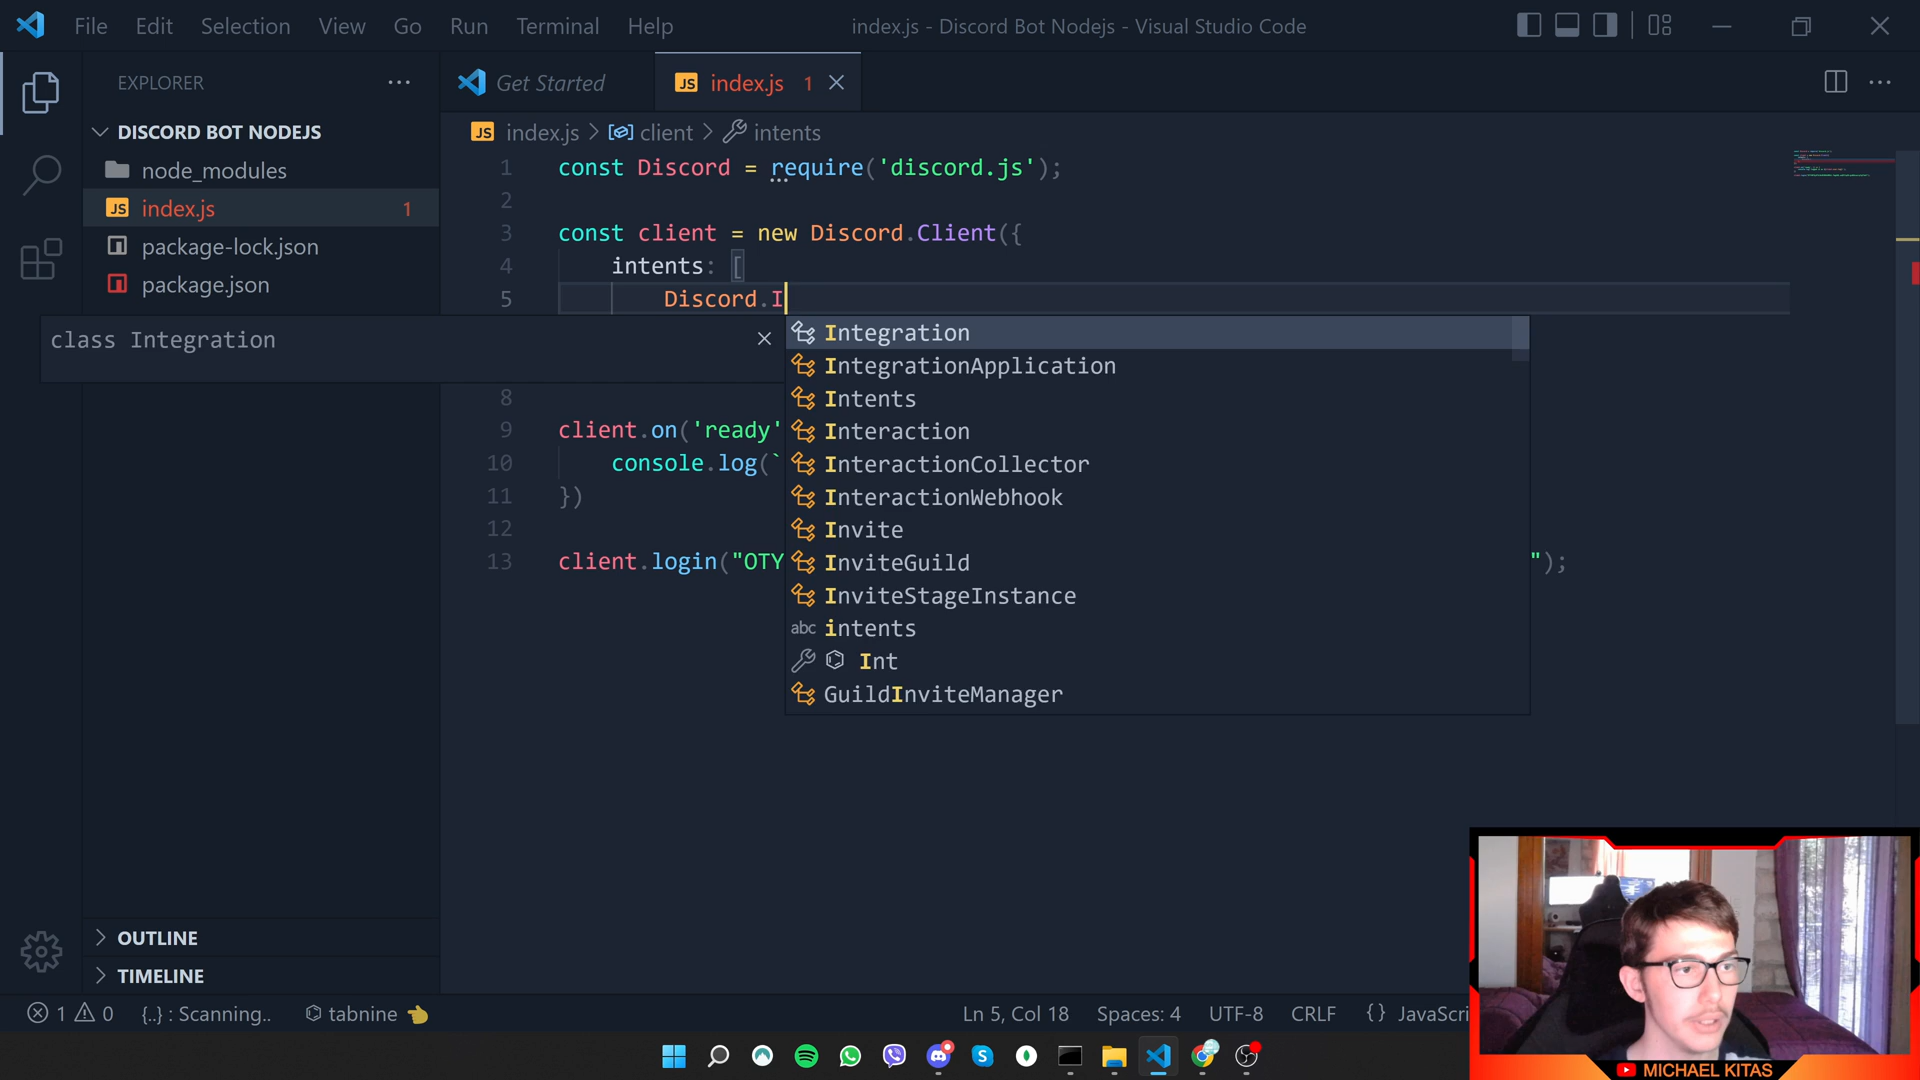 File Edit Selection View Go Run Terminal Help
index.js - Discord Bot Nodejs - Visual Studio Code
EXPLORER ···
Get Started
JS index.js 1
DISCORD BOT NODEJS
node_modules
JS index.js 1
package-lock.json
package.json
JS index.js > client > intents
1 const Discord = require('discord.js');
2
3 const client = new Discord.Client({
4 intents: [
5 Discord.I
class Integration
Integration
IntegrationApplication
Intents
Interaction
InteractionCollector
InteractionWebhook
Invite
InviteGuild
InviteStageInstance
abc intents
Int
GuildInviteManager
8
9 client.on('ready'
10 console.log(`
11 })
12
13 client.login("OTY ");
OUTLINE
TIMELINE
1 0 {..} : Scanning.. tabnine
Ln 5, Col 18 Spaces: 4 UTF-8 CRLF {} JavaScri
MICHAEL KITAS